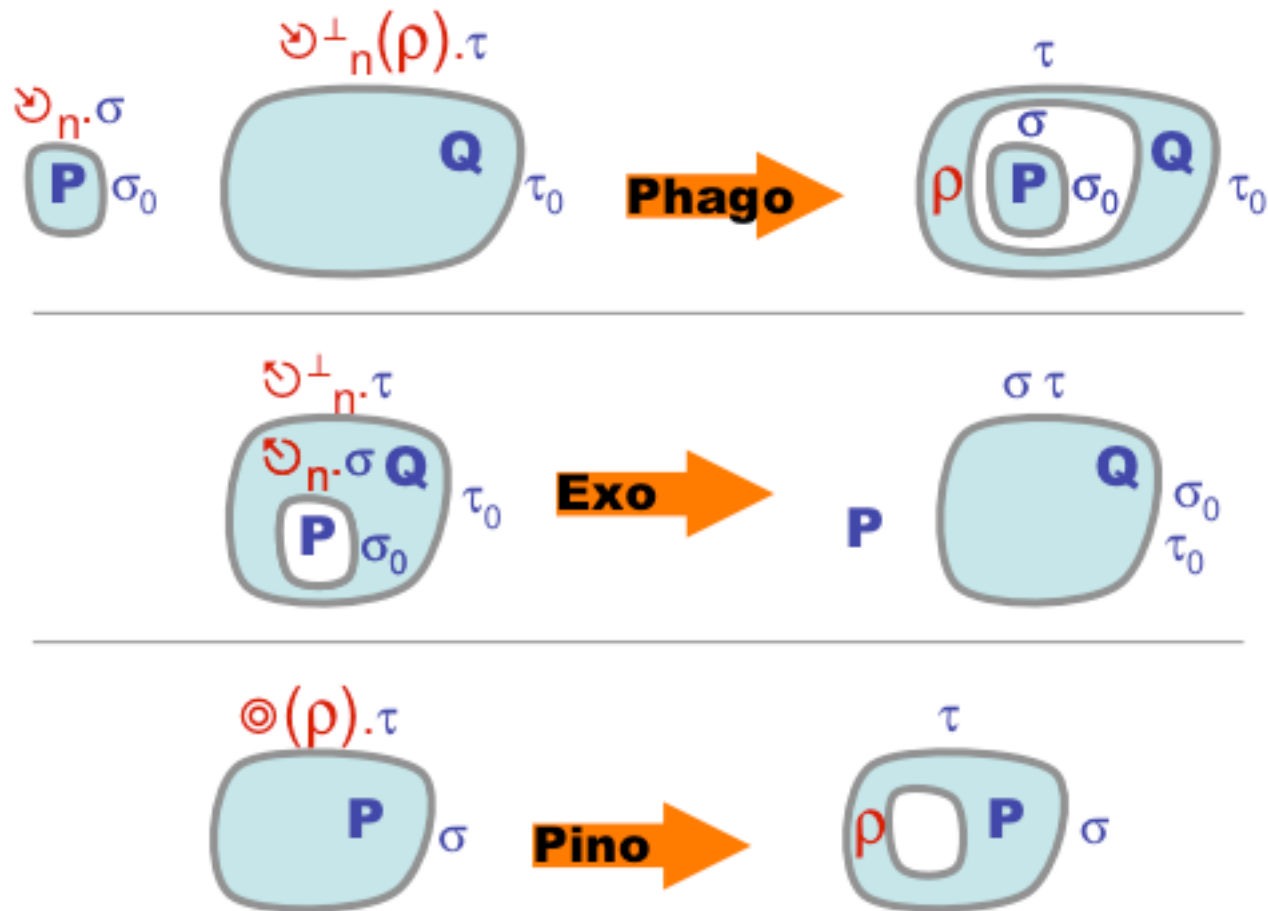 ⅋⊥n(ρ).τ
τ
⅋n.σ
σ
P σ0 Q τ0 Phago ρ P σ0 Q τ0
⅋⊥n.τ
σ τ
⅋n.σ Q
P σ0 τ0 Exo P Q σ0 τ0
⊚(ρ).τ
τ
P σ Pino ρ P σ